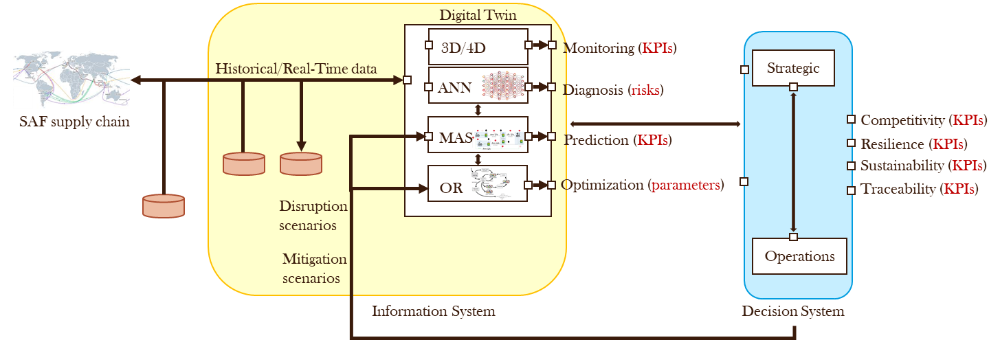 Digital Twin
3D/4D
Monitoring (KPIs)
Strategic
Historical/Real-Time data
ANN
Diagnosis (risks)
SAF supply chain
Competitivity (KPIs)
MAS
Prediction (KPIs)
Resilience (KPIs)
Sustainability (KPIs)
OR
Optimization (parameters)
Traceability (KPIs)
Disruption
scenarios
Mitigation
scenarios
Operations
Information System
Decision System